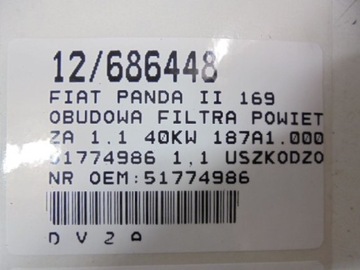 12/686448
FIAT PANDA II 169
OBUDOWA FILTRA POWIET
ZA 1.1 40KW 187A1.000
51774986 1,1 USZKODZO
NR OEM:51774986
D V Z A